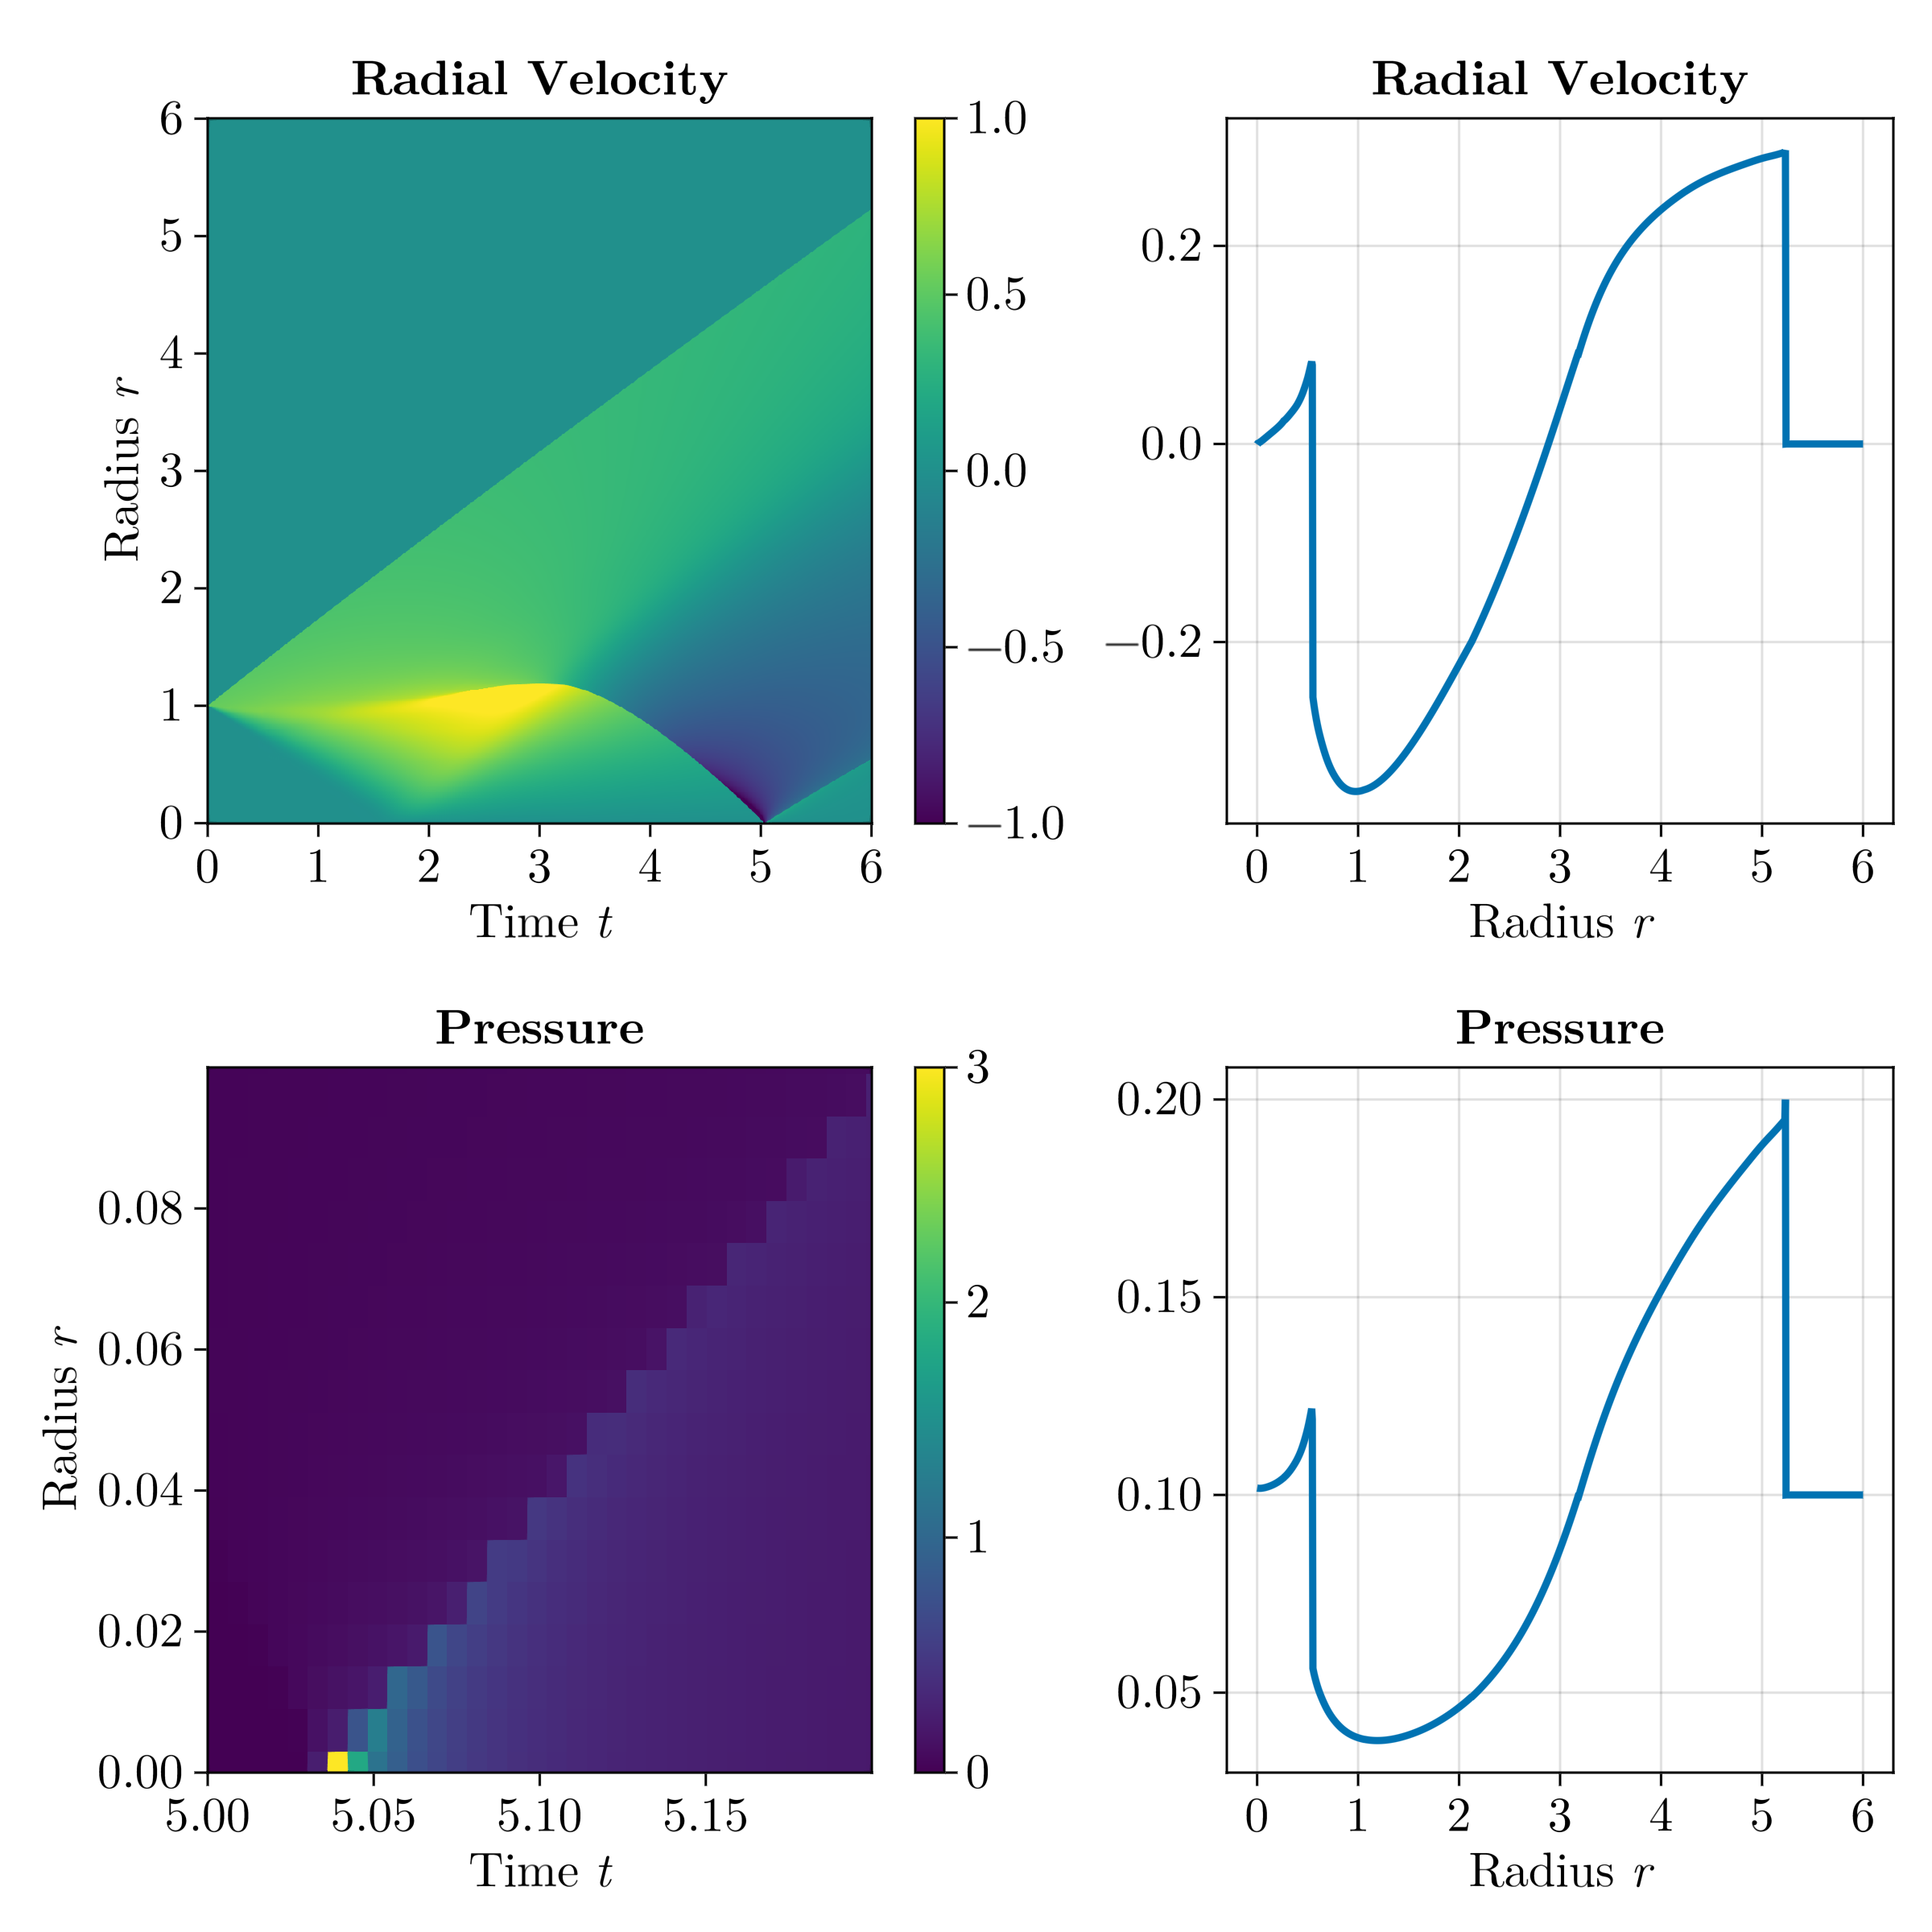 Radial Velocity
6
5
4
3
2
1
0
Radius r
0 1 2 3 4 5 6
Time t
1.0
0.5
0.0
−0.5
−1.0
Radial Velocity
0.2
0.0
−0.2
0 1 2 3 4 5 6
Radius r
Pressure
0.08
0.06
0.04
0.02
0.00
Radius r
5.00 5.05 5.10 5.15
Time t
3
2
1
0
Pressure
0.20
0.15
0.10
0.05
0 1 2 3 4 5 6
Radius r